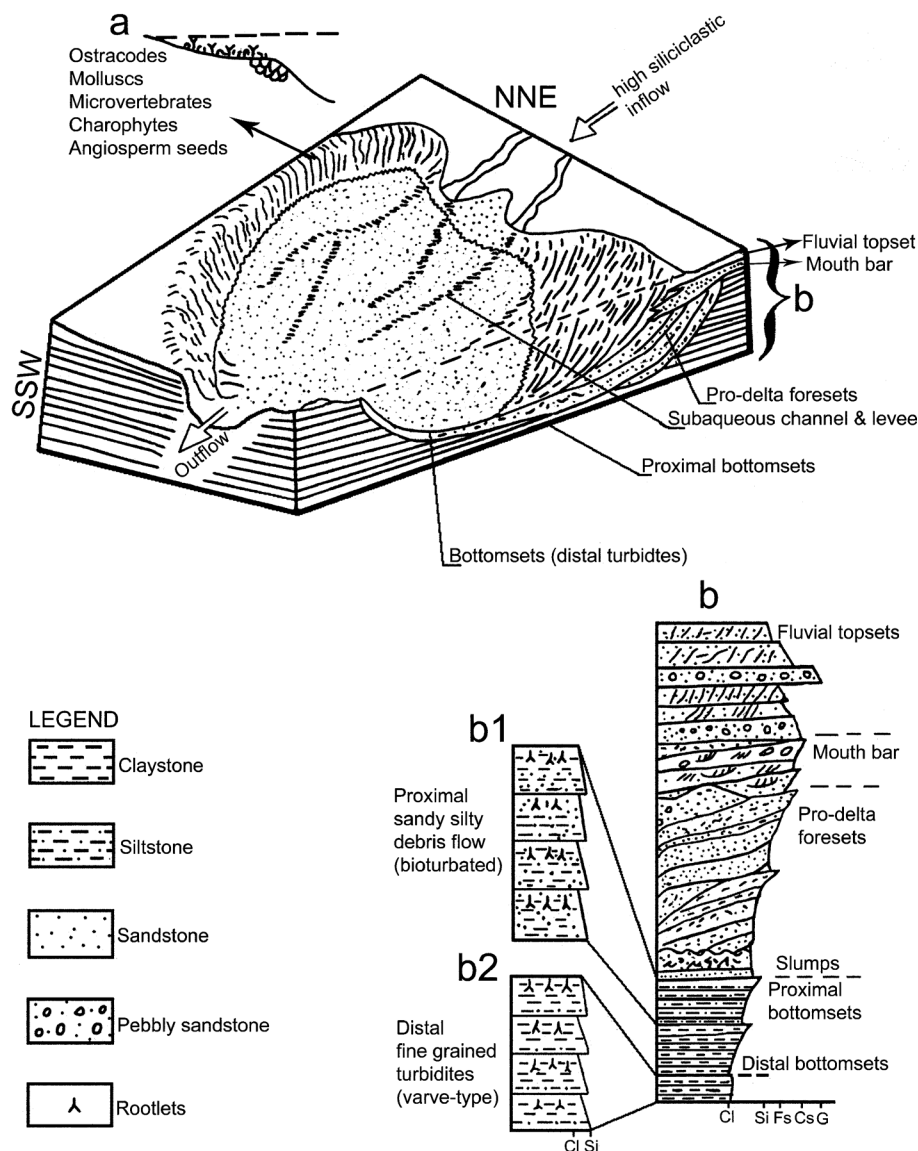 a
Ostracodes
Molluscs
Microvertebrates
Charophytes
Angiosperm seeds
NNE
high siliciclastic
inflow
Fluvial topset
Mouth bar
b
Pro-delta foresets
Subaqueous channel & levee
Proximal bottomsets
Bottomsets (distal turbidtes)
SSW
Outflow
LEGEND
Claystone
Siltstone
Sandstone
Pebbly sandstone
Rootlets
b1
Proximal
sandy silty
debris flow
(bioturbated)
b2
Distal
fine grained
turbidites
(varve-type)
Cl Si
b
Fluvial topsets
Mouth bar
Pro-delta
foresets
Slumps
Proximal
bottomsets
Distal bottomsets
Cl Si Fs Cs G